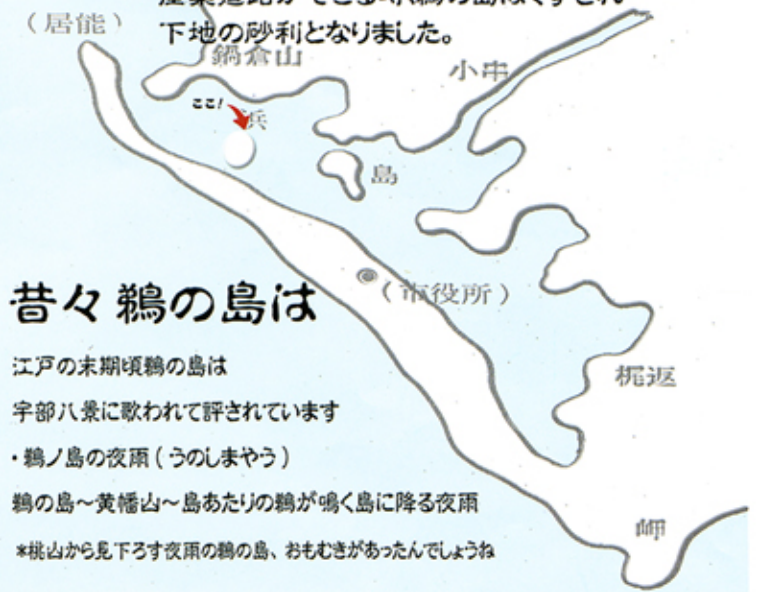 下地の砂利となりました。
（居能）
鍋倉山
小串
ここ!
浜
島
（市役所）
昔々 鵜の島は
江戸の末期頃鵜の島は
宇部八景に歌われて評されています
・鵜ノ島の夜雨（うのしまやう）
鵜の島～黄幡山～島あたりの鵜が鳴く島に降る夜雨
*桃山から見下ろす夜雨の鵜の島、おもむきがあったんでしょうね
梶返
岬